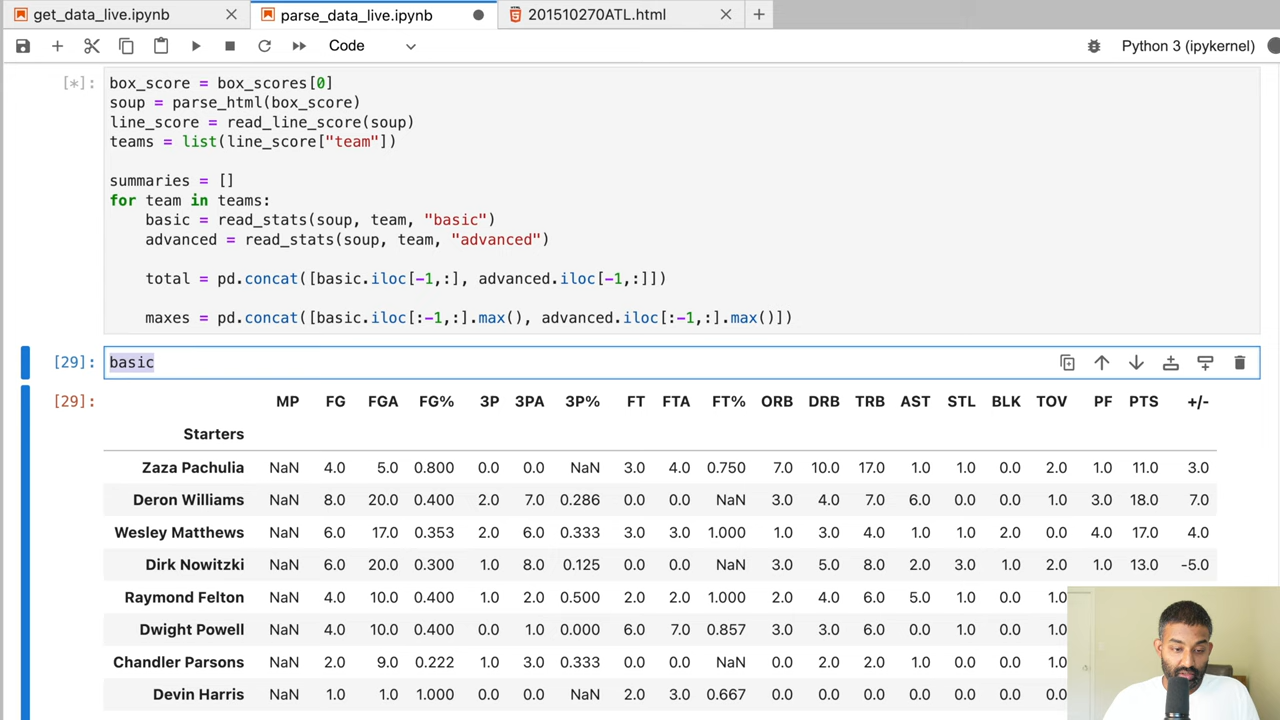 get_data_live.ipynb
parse_data_live.ipynb
201510270ATL.html
Code
Python 3 (ipykernel)
[*]:
box_score = box_scores[0]
soup = parse_html(box_score)
line_score = read_line_score(soup)
teams = list(line_score["team"])
summaries = []
for team in teams:
basic = read_stats(soup, team, "basic")
advanced = read_stats(soup, team, "advanced")
total = pd.concat([basic.iloc[-1,:], advanced.iloc[-1,:]])
maxes = pd.concat([basic.iloc[:-1,:].max(), advanced.iloc[:-1,:].max()])
[29]: basic
[29]: MP FG FGA FG% 3P 3PA 3P% FT FTA FT% ORB DRB TRB AST STL BLK TOV PF PTS +/-
Starters
Zaza Pachulia NaN 4.0 5.0 0.800 0.0 0.0 NaN 3.0 4.0 0.750 7.0 10.0 17.0 1.0 1.0 0.0 2.0 1.0 11.0 3.0
Deron Williams NaN 8.0 20.0 0.400 2.0 7.0 0.286 0.0 0.0 NaN 3.0 4.0 7.0 6.0 0.0 0.0 1.0 3.0 18.0 7.0
Wesley Matthews NaN 6.0 17.0 0.353 2.0 6.0 0.333 3.0 3.0 1.000 1.0 3.0 4.0 1.0 1.0 2.0 0.0 4.0 17.0 4.0
Dirk Nowitzki NaN 6.0 20.0 0.300 1.0 8.0 0.125 0.0 0.0 NaN 3.0 5.0 8.0 2.0 3.0 1.0 2.0 1.0 13.0 -5.0
Raymond Felton NaN 4.0 10.0 0.400 1.0 2.0 0.500 2.0 2.0 1.000 2.0 4.0 6.0 5.0 1.0 0.0 1.0
Dwight Powell NaN 4.0 10.0 0.400 0.0 1.0 0.000 6.0 7.0 0.857 3.0 3.0 6.0 0.0 1.0 0.0 1.0
Chandler Parsons NaN 2.0 9.0 0.222 1.0 3.0 0.333 0.0 0.0 NaN 0.0 2.0 2.0 1.0 0.0 0.0 1.0
Devin Harris NaN 1.0 1.0 1.000 0.0 0.0 NaN 2.0 3.0 0.667 0.0 0.0 0.0 0.0 0.0 0.0 0.0